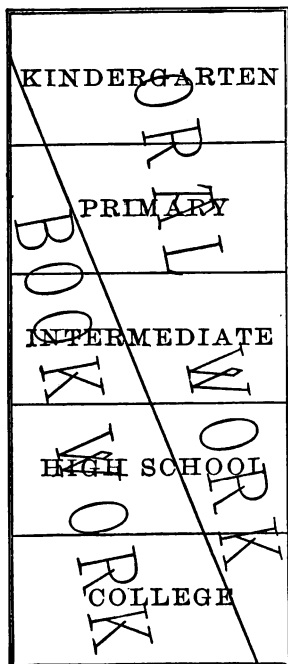 KINDERGARTEN
PRIMARY
INTERMEDIATE
HIGH SCHOOL
COLLEGE
ORAL WORK
BOOK WORK